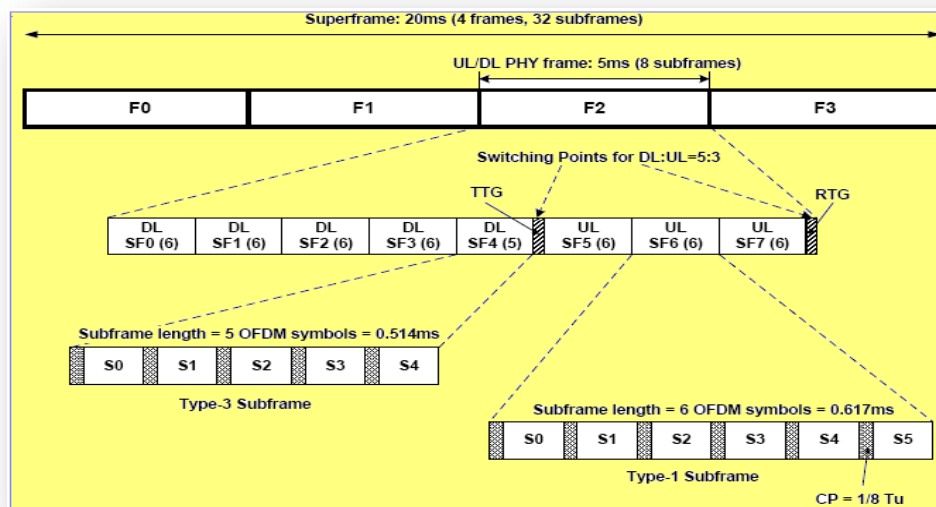 Superframe: 20ms (4 frames, 32 subframes)
UL/DL PHY frame: 5ms (8 subframes)
F0 F1 F2 F3
Switching Points for DL:UL=5:3
TTG RTG
DL DL DL DL DL UL UL UL
SF0 (6) SF1 (6) SF2 (6) SF3 (6) SF4 (5) SF5 (6) SF6 (6) SF7 (6)
Subframe length = 5 OFDM symbols = 0.514ms
S0 S1 S2 S3 S4
Type-3 Subframe
Subframe length = 6 OFDM symbols = 0.617ms
S0 S1 S2 S3 S4 S5
Type-1 Subframe
CP = 1/8 Tu